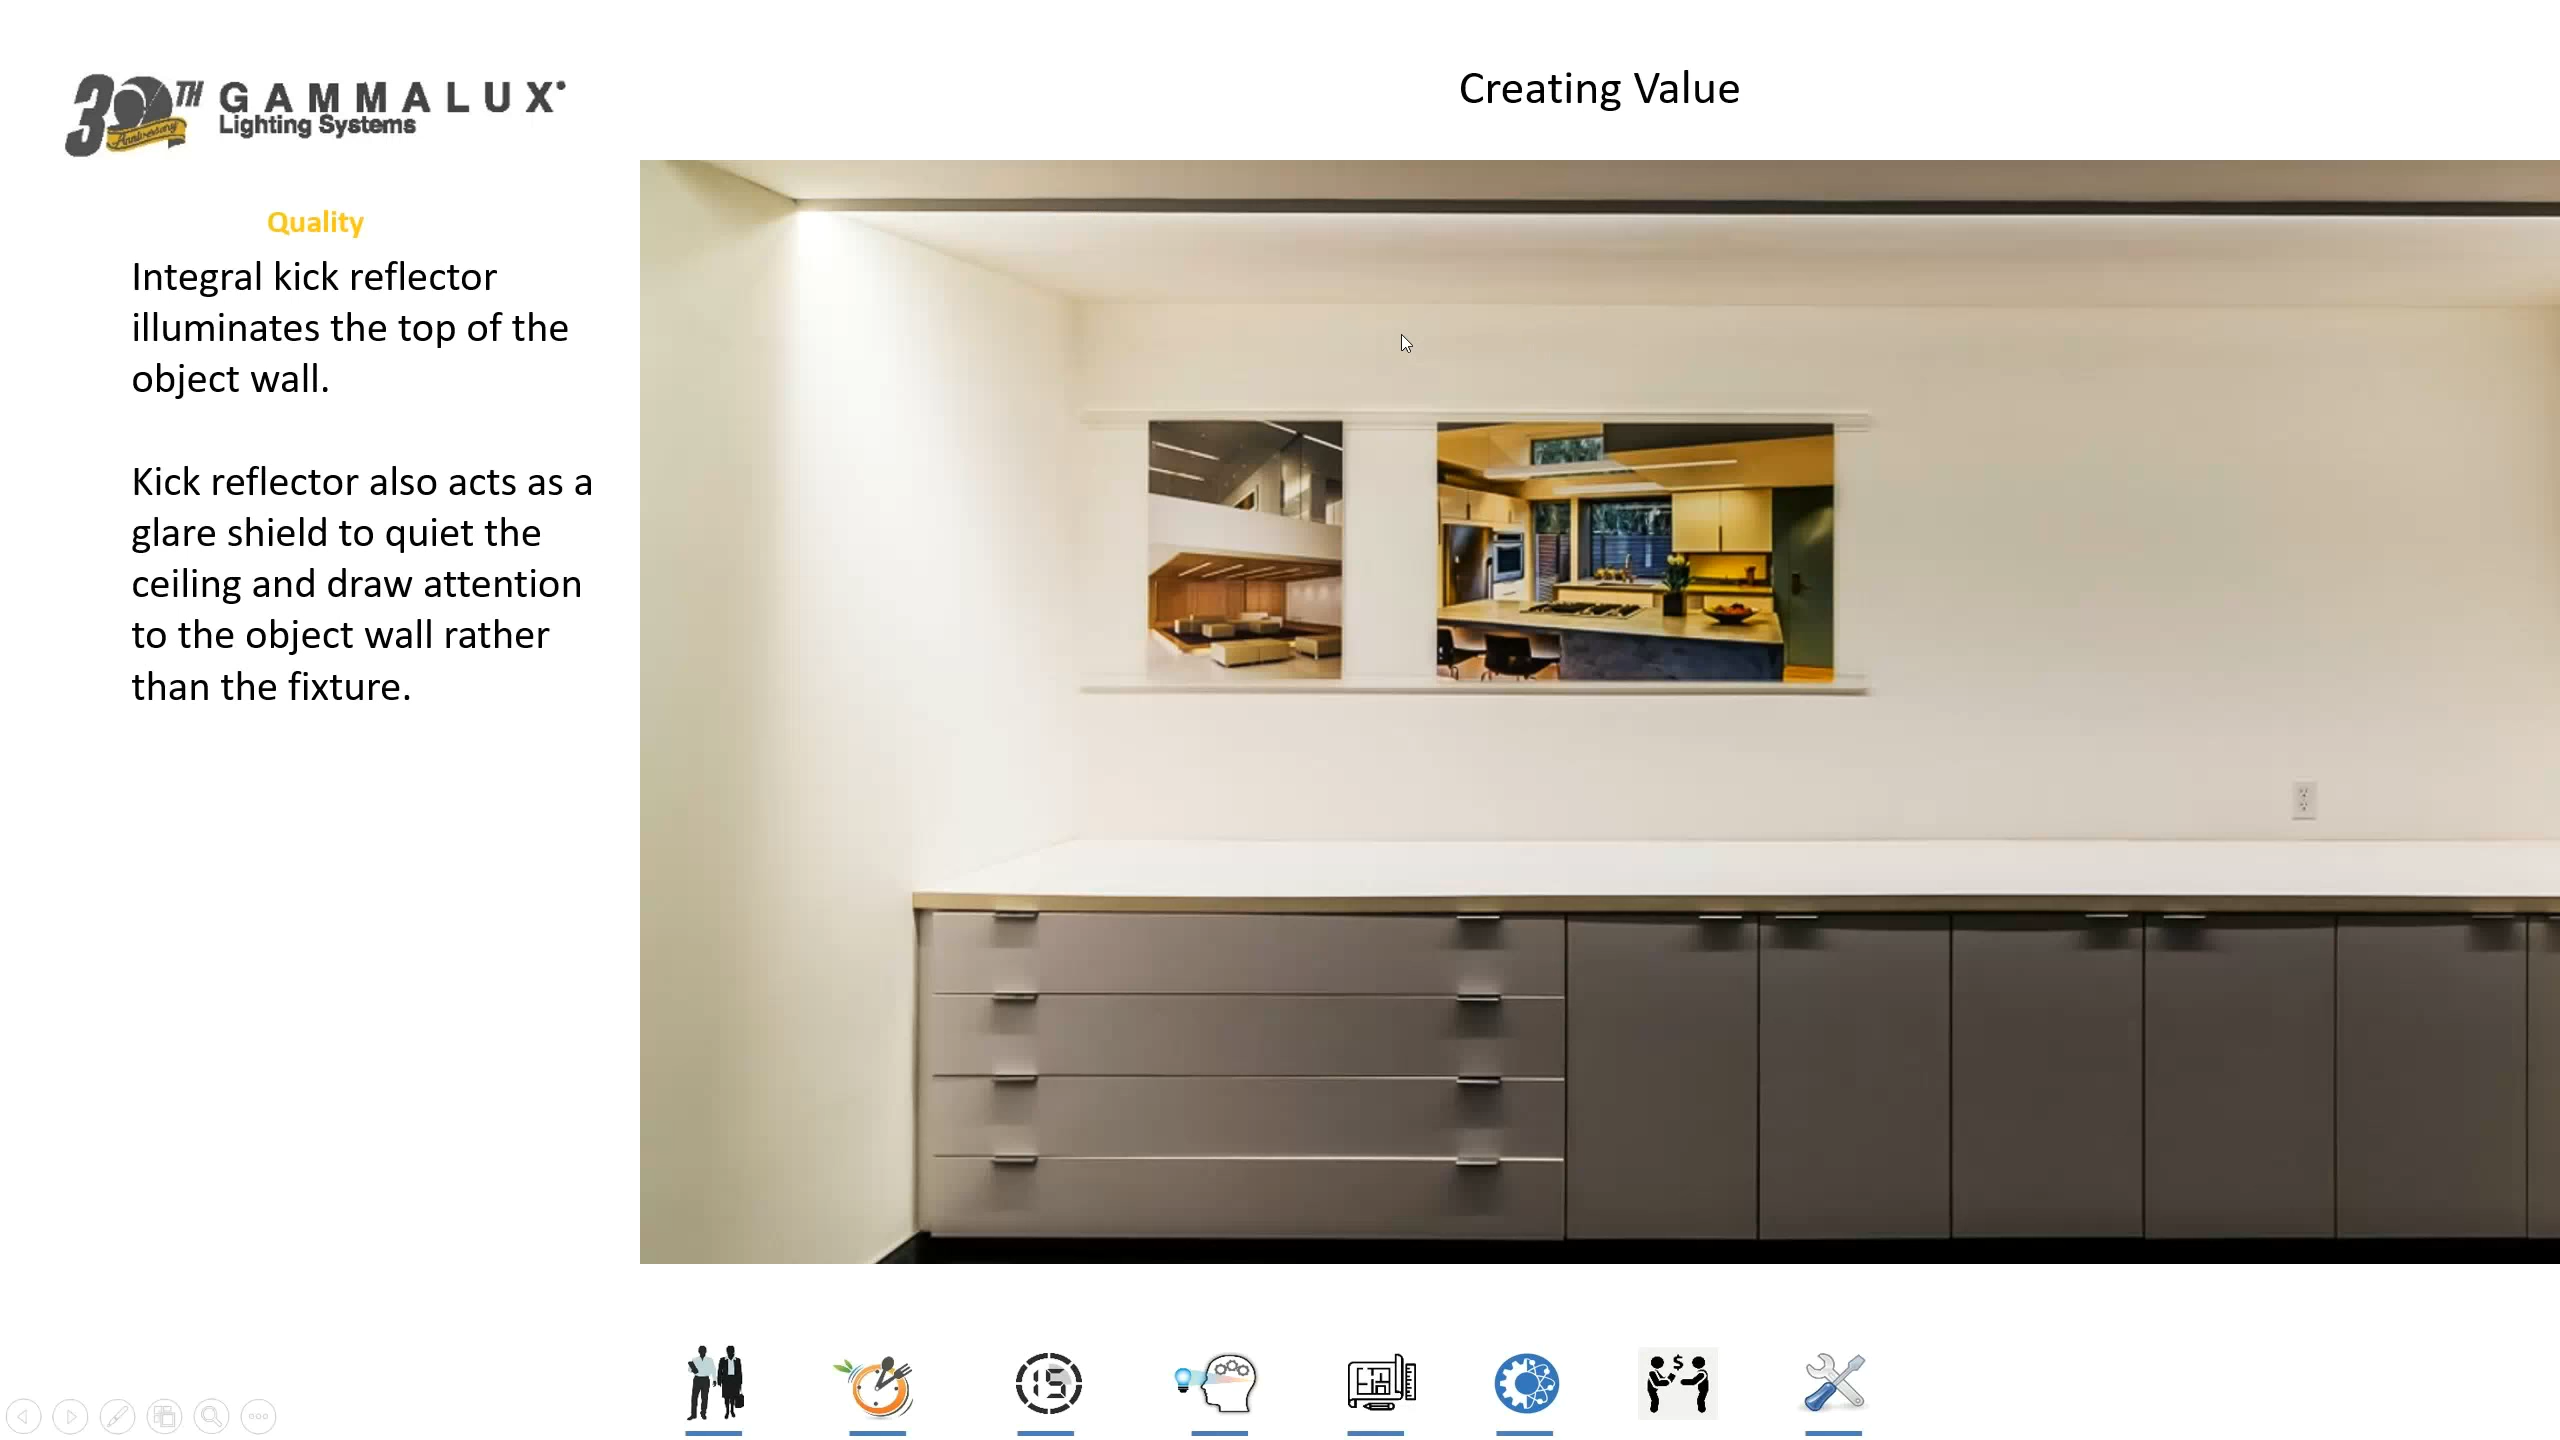 30TH
Anniversary
GAMMALUX
Lighting Systems
Creating Value
Quality
Integral kick reflector
illuminates the top of the
object wall.
Kick reflector also acts as a
glare shield to quiet the
ceiling and draw attention
to the object wall rather
than the fixture.
15
$